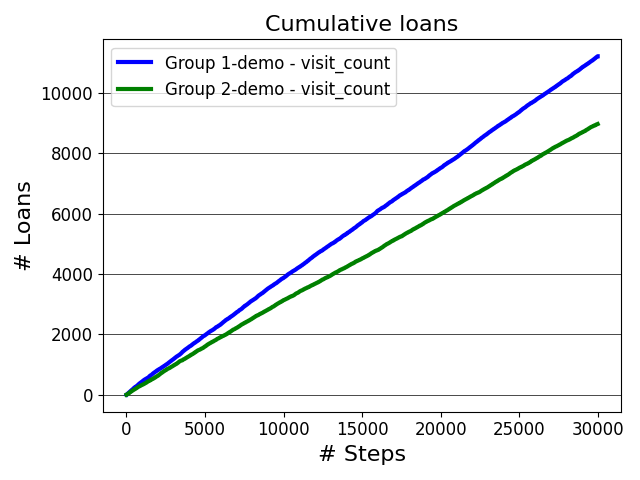 Cumulative loans
Group 1-demo - visit_count
Group 2-demo - visit_count
# Loans
10000
8000
6000
4000
2000
0
0 5000 10000 15000 20000 25000 30000
# Steps